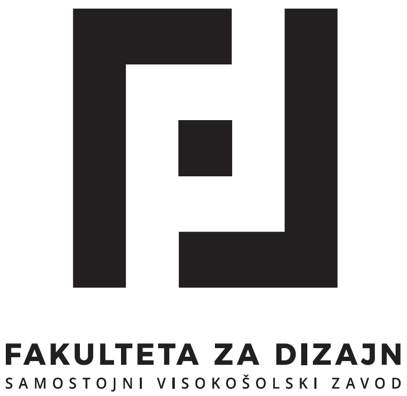 FAKULTETA ZA DIZAJN
SAMOSTOJNI VISOKOŠOLSKI ZAVOD